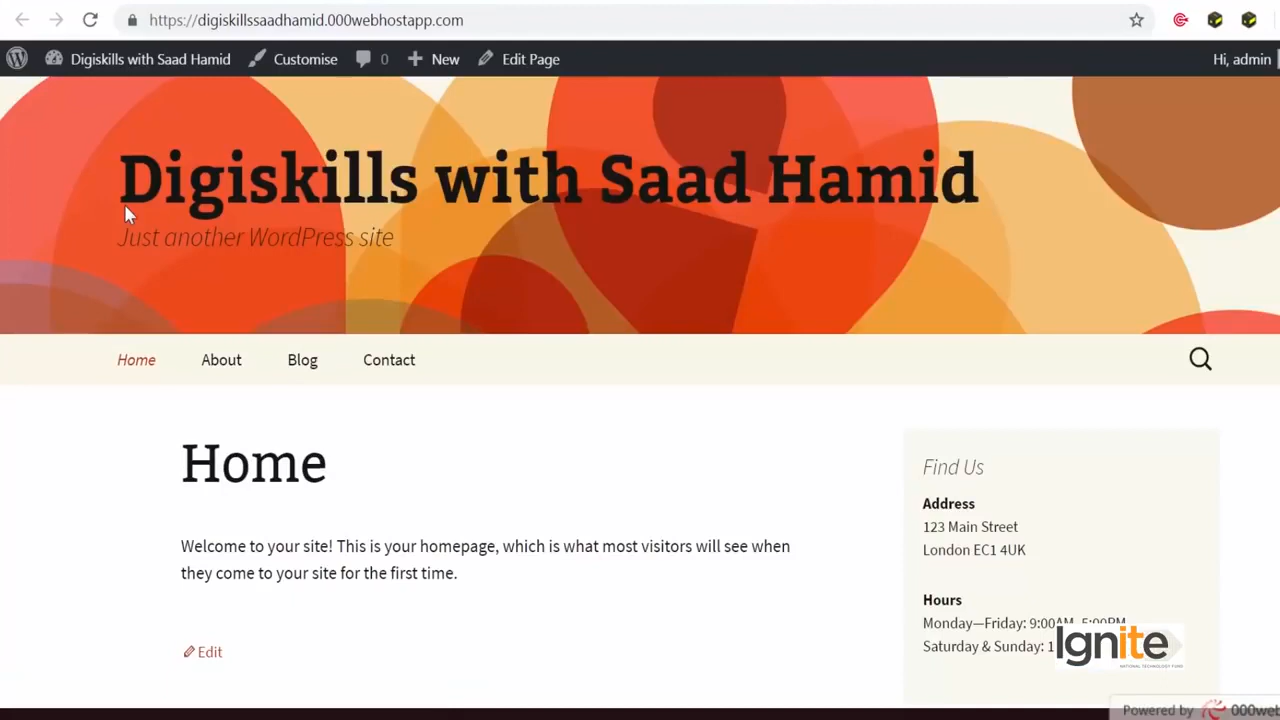 https://digiskillssaadhamid.000webhostapp.com
Digiskills with Saad Hamid Customise 0 New Edit Page Hi, admin
Digiskills with Saad Hamid
Just another WordPress site
Home About Blog Contact
Home
Welcome to your site! This is your homepage, which is what most visitors will see when
they come to your site for the first time.
Edit
Find Us
Address
123 Main Street
London EC1 4UK
Hours
Monday—Friday: 9:00AM–5:00PM
Saturday & Sunday: 1
Ignite
NATIONAL TECHNOLOGY FUND
Powered by 000web